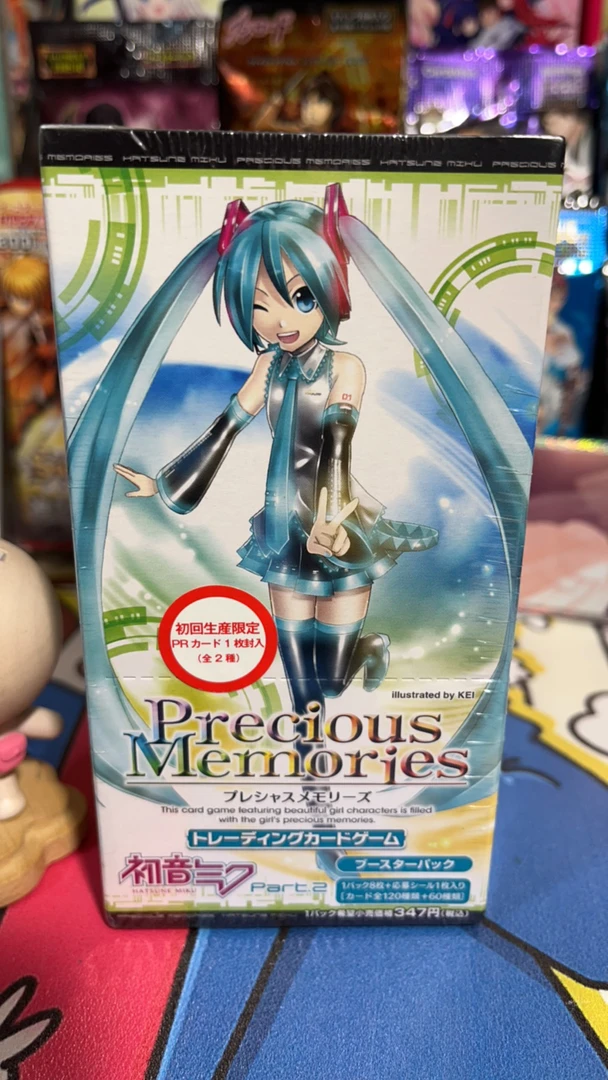 MEMORIES HATSUNE MIKU PRECIOUS MEMORIES HATSUNE MIKU PRECIOUS
01
初回生産限定
PRカード1枚封入
(全2種)
illustrated by KEI
Precious
Memories
プレシャスメモリーズ
This card game featuring beautiful girl characters is filled
with the girl's precious memories.
トレーディングカードゲーム
初音ミク
HATSUNE MIKU
Part.2
ブースターパック
1パック8枚+応募シール1枚入り
[カード全120種類+60種類]
1パック希望小売価格347円(税込)